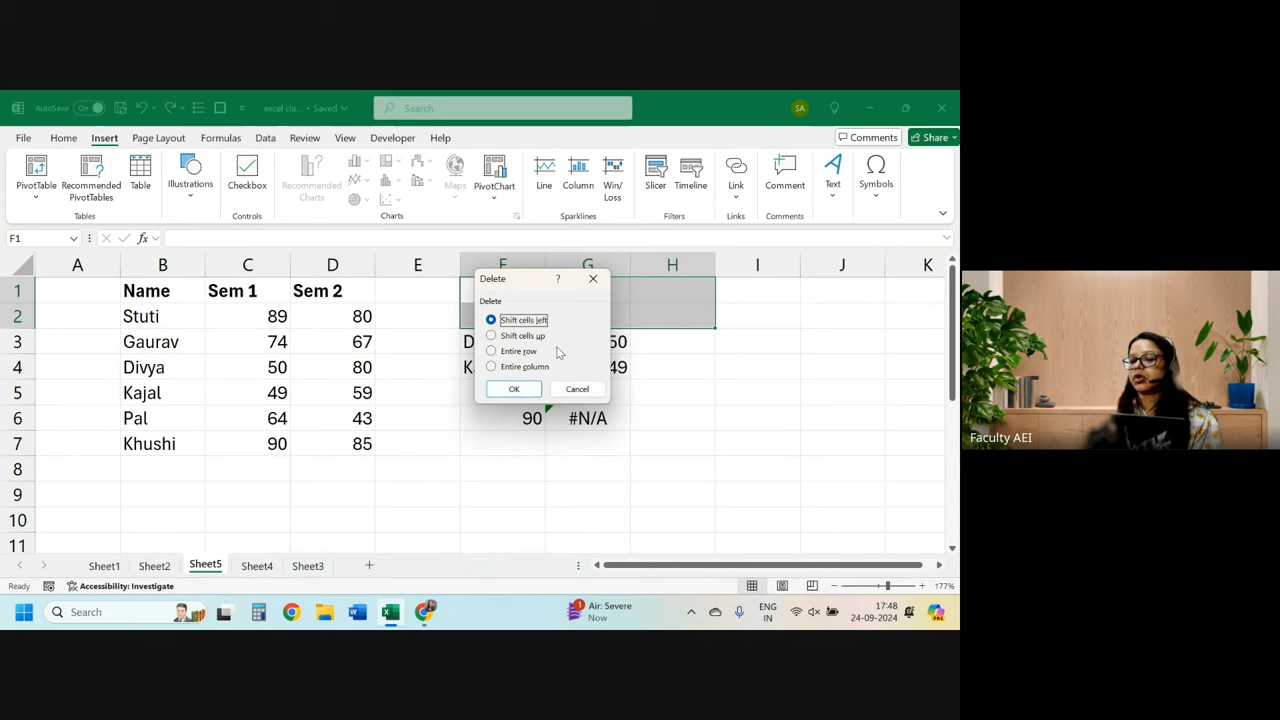 AutoSave On excel cla... • Saved Search SA
File Home Insert Page Layout Formulas Data Review View Developer Help Comments Share
PivotTable Recommended PivotTables Table Illustrations Checkbox Recommended Charts Maps PivotChart Line Column Win/Loss Slicer Timeline Link Comment Text Symbols
Tables Controls Charts Sparklines Filters Links Comments
F1 fx
A B C D E F G H I J K
1 Name Sem 1 Sem 2
2 Stuti 89 80
3 Gaurav 74 67 D 50
4 Divya 50 80 K 49
5 Kajal 49 59
6 Pal 64 43 90 #N/A
7 Khushi 90 85
8
9
10
11
Delete ?
Delete
Shift cells left
Shift cells up
Entire row
Entire column
OK Cancel
Faculty AEI
Sheet1 Sheet2 Sheet5 Sheet4 Sheet3
Ready Accessibility: Investigate 177%
Search 1 Air: Severe Now ENG IN 17:48 24-09-2024